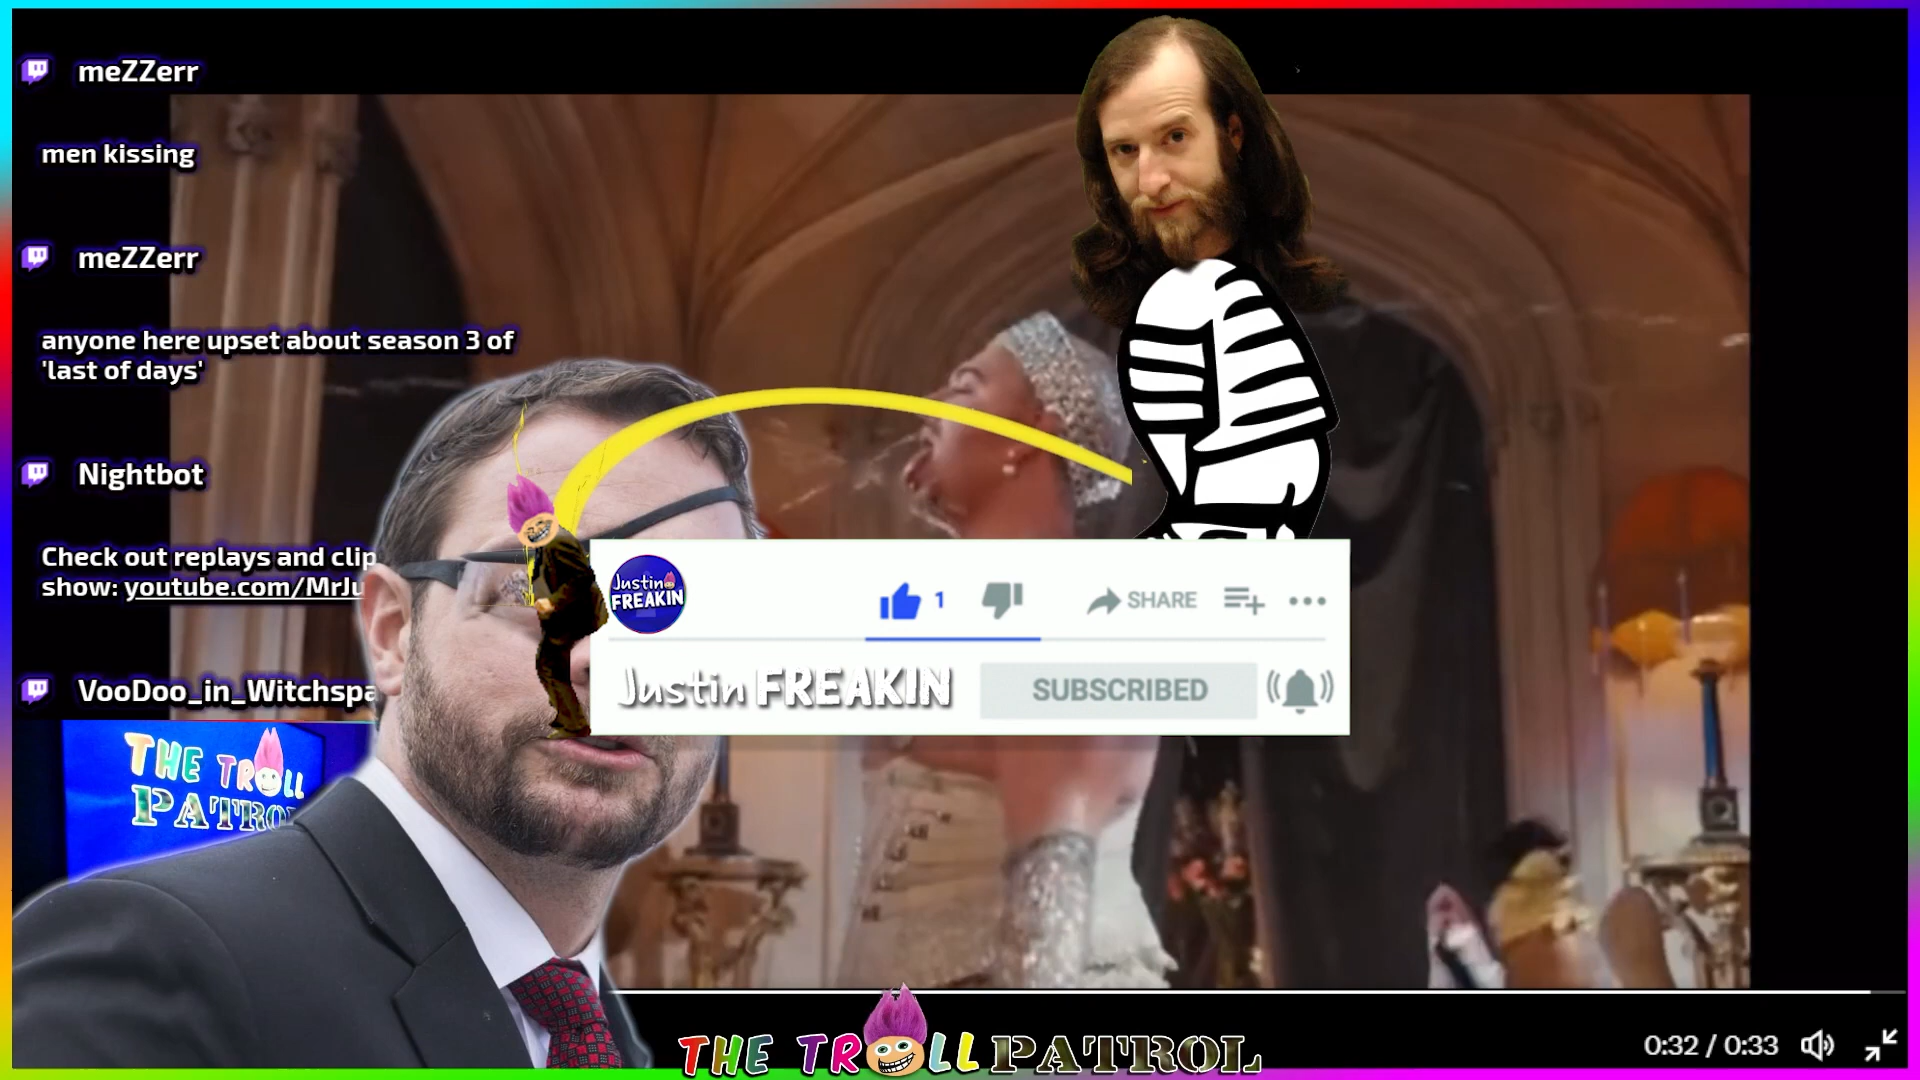 meZZerr
men kissing
meZZerr
anyone here upset about season 3 of
'last of days'
Nightbot
Check out replays and clip
show: youtube.com/MrJu
VooDoo_in_Witchspa
THE TROLL
PATROL
Justin
FREAKIN
1
SHARE
Justin FREAKIN
SUBSCRIBED
THE TROLL PATROL
0:32 / 0:33